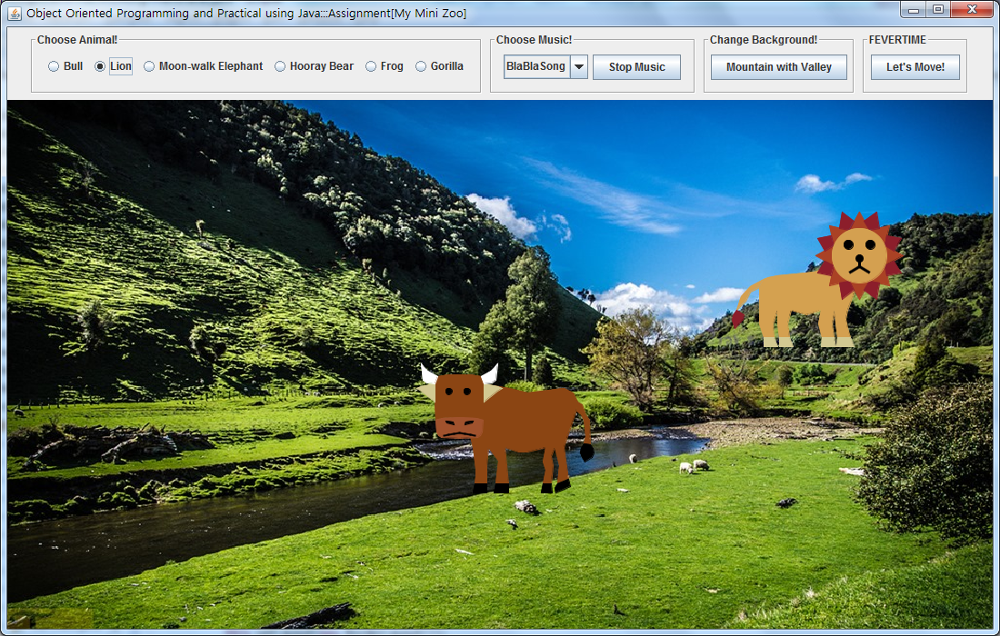 Object Oriented Programming and Practical using Java:::Assignment[My Mini Zoo]
Choose Animal!
Bull Lion Moon-walk Elephant Hooray Bear Frog Gorilla
Choose Music!
BlaBlaSong Stop Music
Change Background!
Mountain with Valley
FEVERTIME
Let's Move!